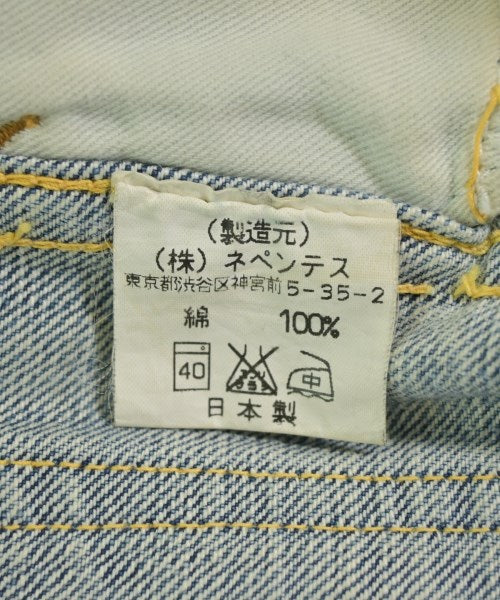 (製造元)
(株) ネペンテス
東京都渋谷区神宮前5-35-2
綿 100%
40 中
日本製